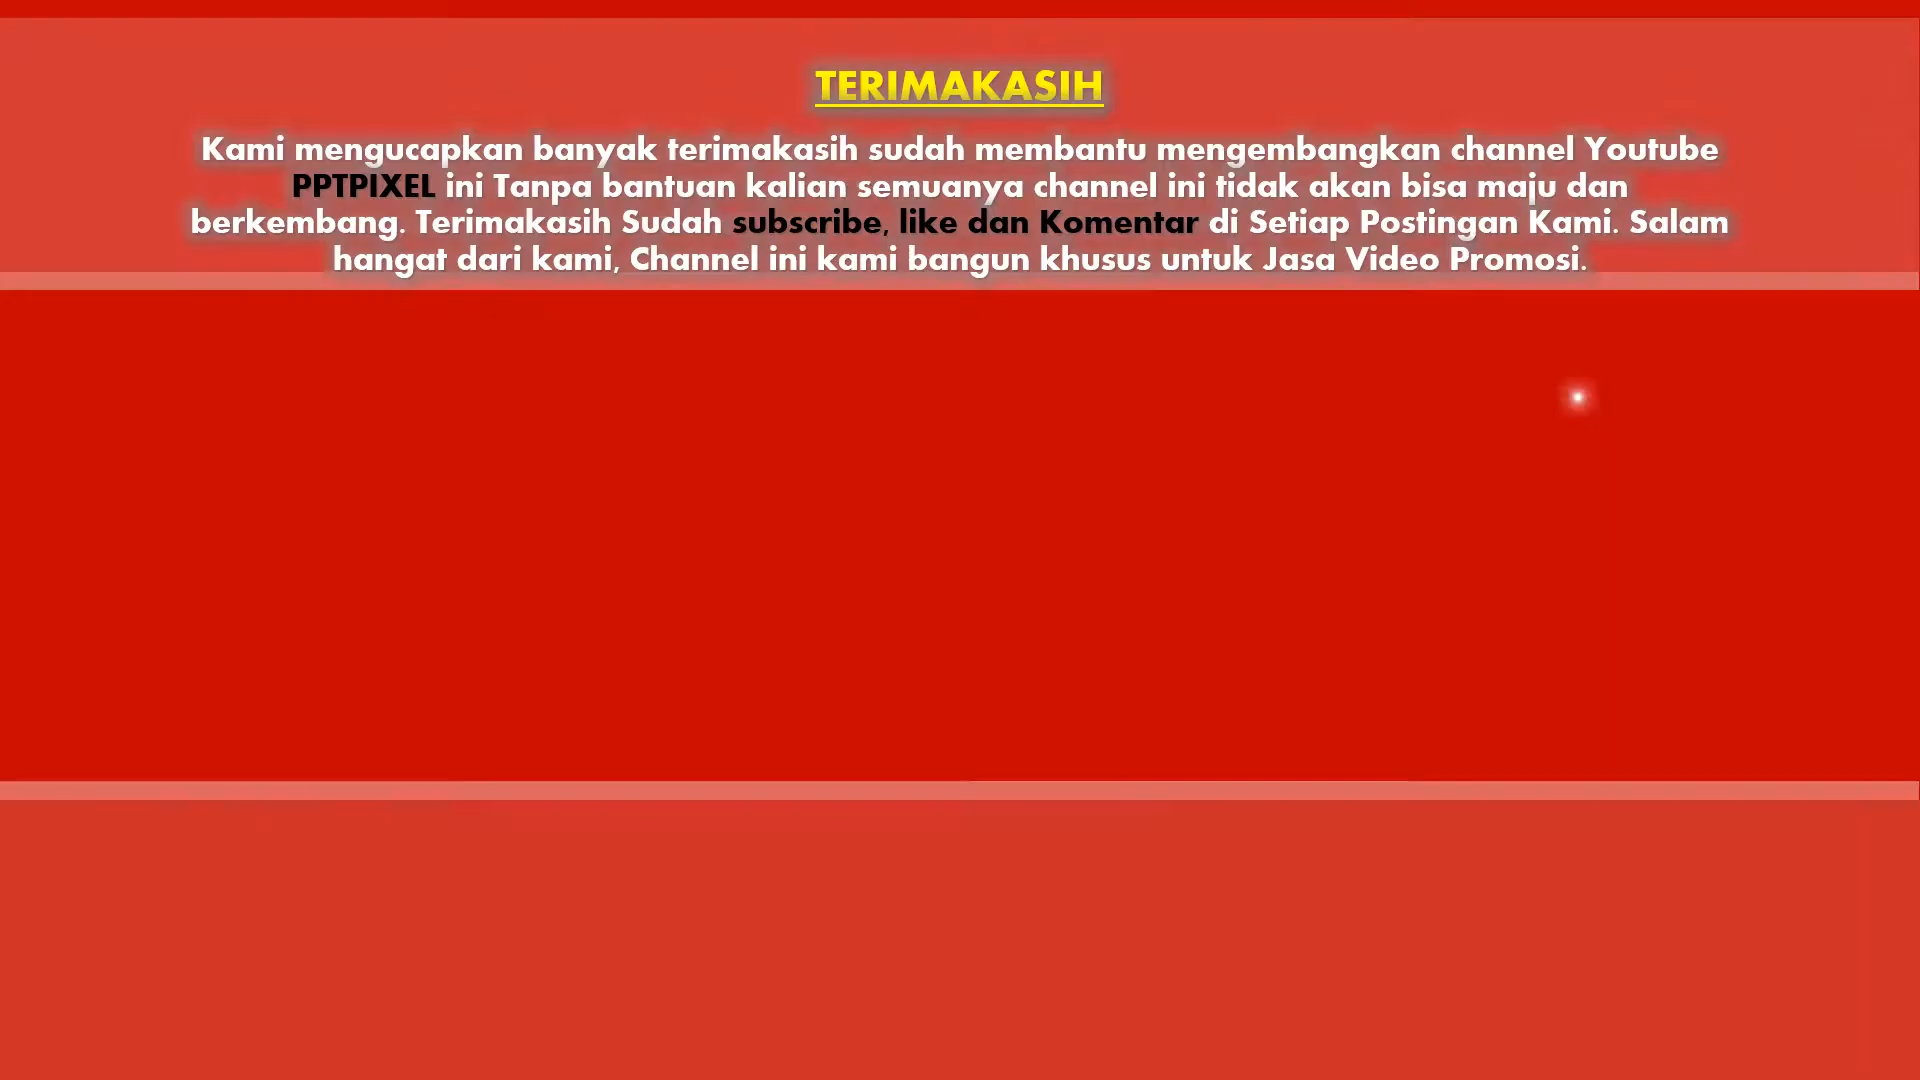 TERIMAKASIH
Kami mengucapkan banyak terimakasih sudah membantu mengembangkan channel Youtube
PPTPIXEL ini Tanpa bantuan kalian semuanya channel ini tidak akan bisa maju dan
berkembang. Terimakasih Sudah subscribe, like dan Komentar di Setiap Postingan Kami. Salam
hangat dari kami, Channel ini kami bangun khusus untuk Jasa Video Promosi.